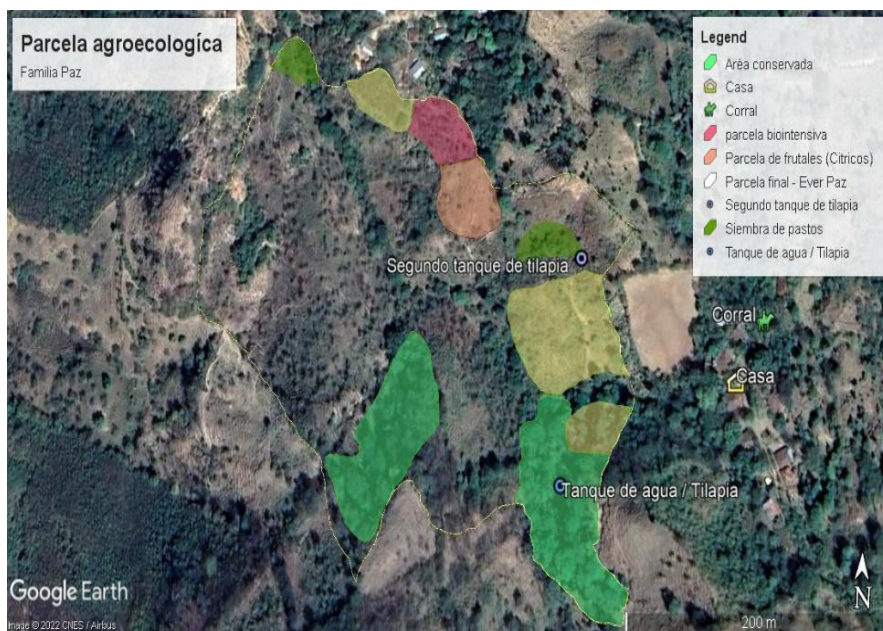 Parcela agroecologíca
Familia Paz
Legend
Aréa conservada
Casa
Corral
parcela biointensiva
Parcela de frutales (Citricos)
Parcela final - Ever Paz
Segundo tanque de tilapia
Siembra de pastos
Tanque de agua / Tilapia
Segundo tanque de tilapia
Corral
Casa
Tanque de agua / Tilapia
Google Earth
Image © 2022 CNES / Airbus
N
200 m